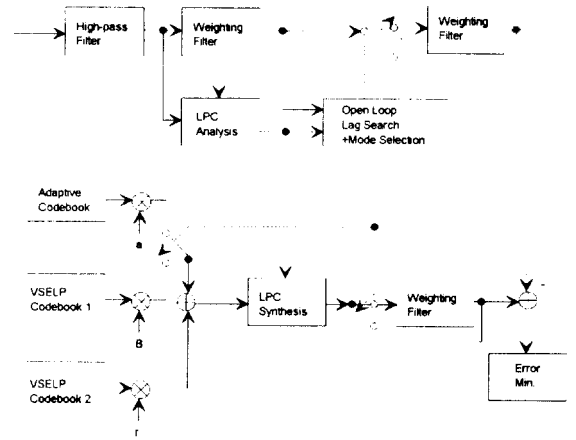 High-pass
Filter
Weighting
Filter
Weighting
Filter
LPC
Analysis
Open Loop
Lag Search
+Mode Selection
Adaptive
Codebook
a
VSELP
Codebook 1
B
LPC
Synthesis
Weighting
Filter
Error
Min.
VSELP
Codebook 2
r